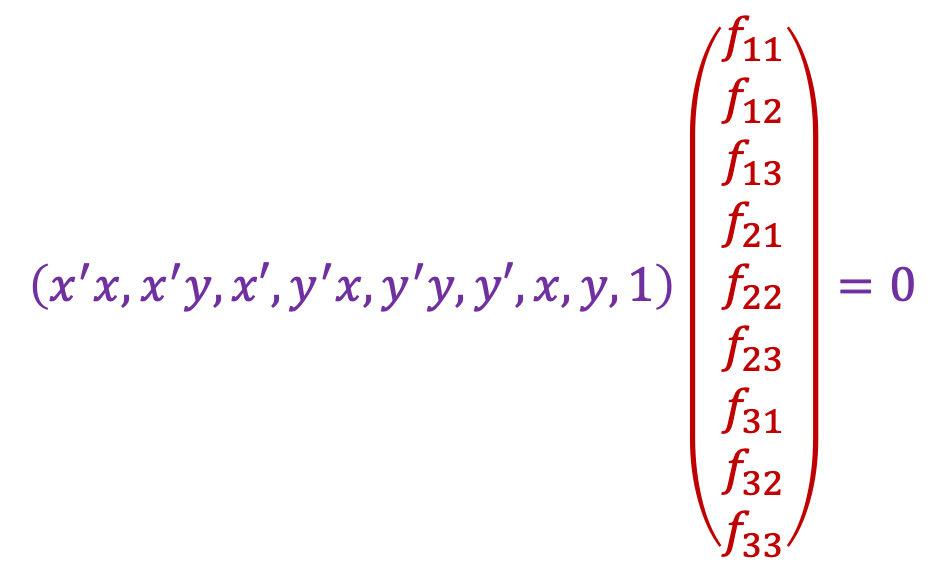 f₁₁
f₁₂
f₁₃
f₂₁
(x′x, x′y, x′, y′x, y′y, y′, x, y, 1) f₂₂ = 0
f₂₃
f₃₁
f₃₂
f₃₃